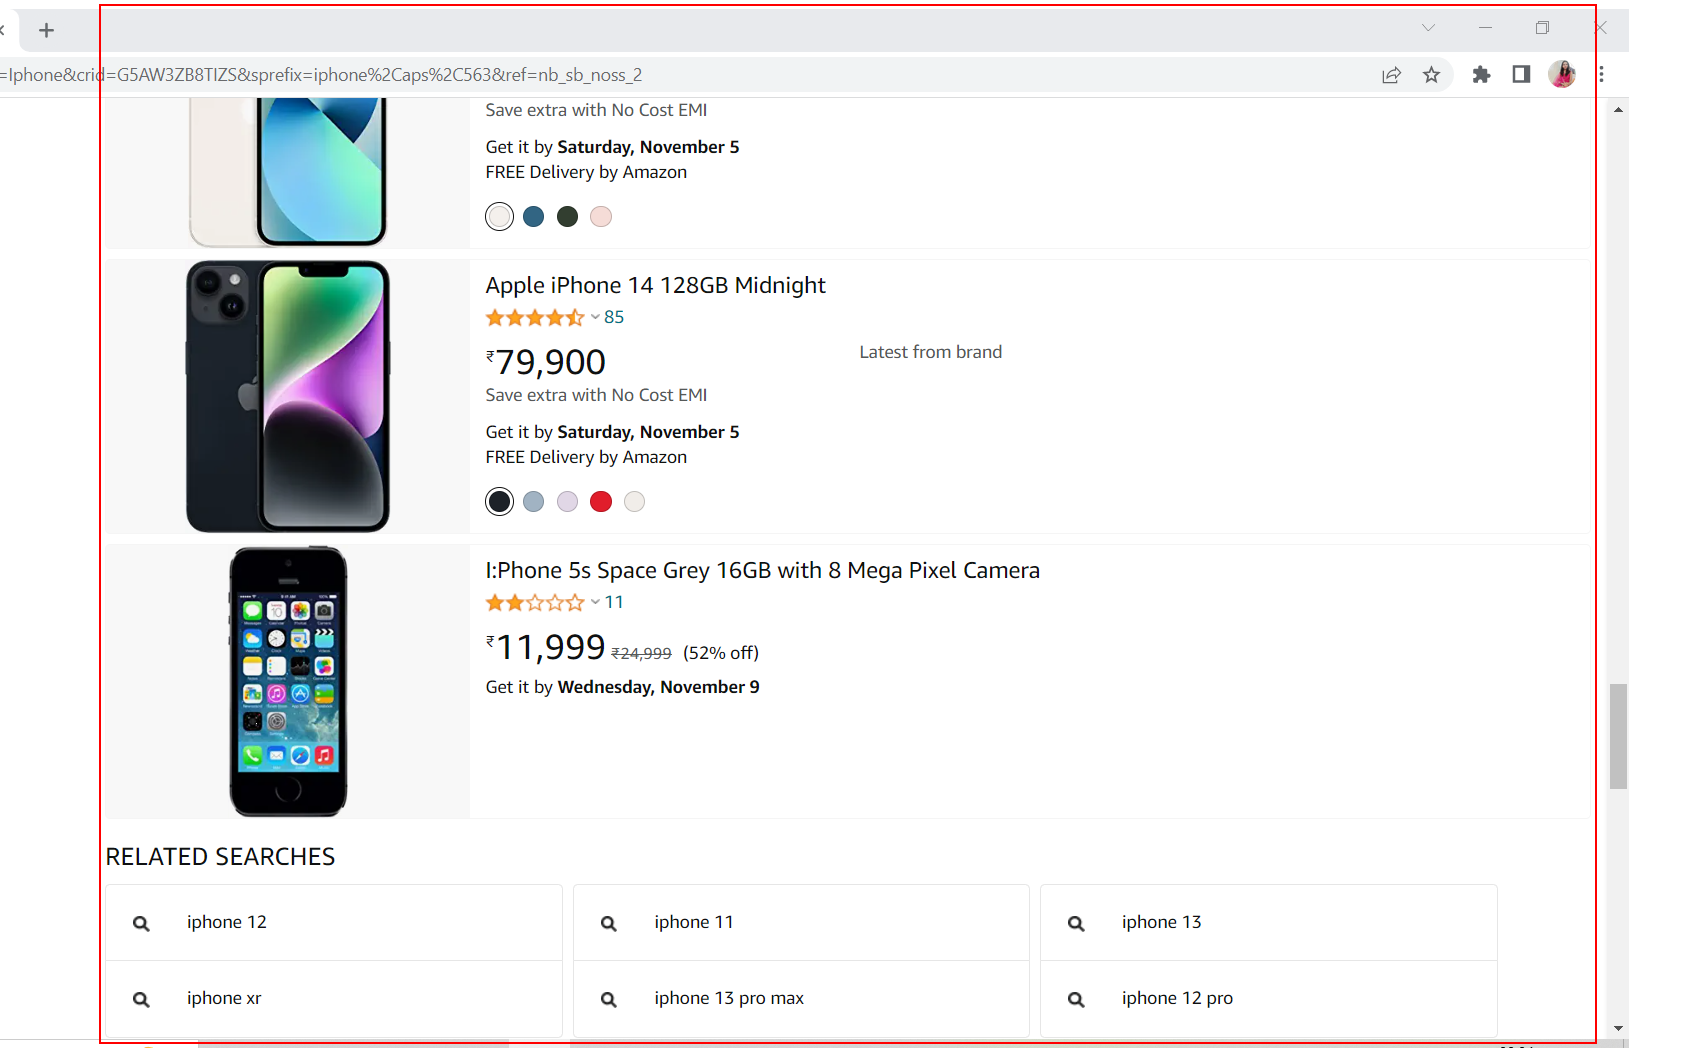 =Iphone&crid=G5AW3ZB8TIZS&sprefix=iphone%2Caps%2C563&ref=nb_sb_noss_2
Save extra with No Cost EMI
Get it by Saturday, November 5
FREE Delivery by Amazon
Apple iPhone 14 128GB Midnight
85
₹79,900
Latest from brand
Save extra with No Cost EMI
Get it by Saturday, November 5
FREE Delivery by Amazon
I:Phone 5s Space Grey 16GB with 8 Mega Pixel Camera
11
₹11,999 ₹24,999 (52% off)
Get it by Wednesday, November 9
RELATED SEARCHES
iphone 12
iphone 11
iphone 13
iphone xr
iphone 13 pro max
iphone 12 pro